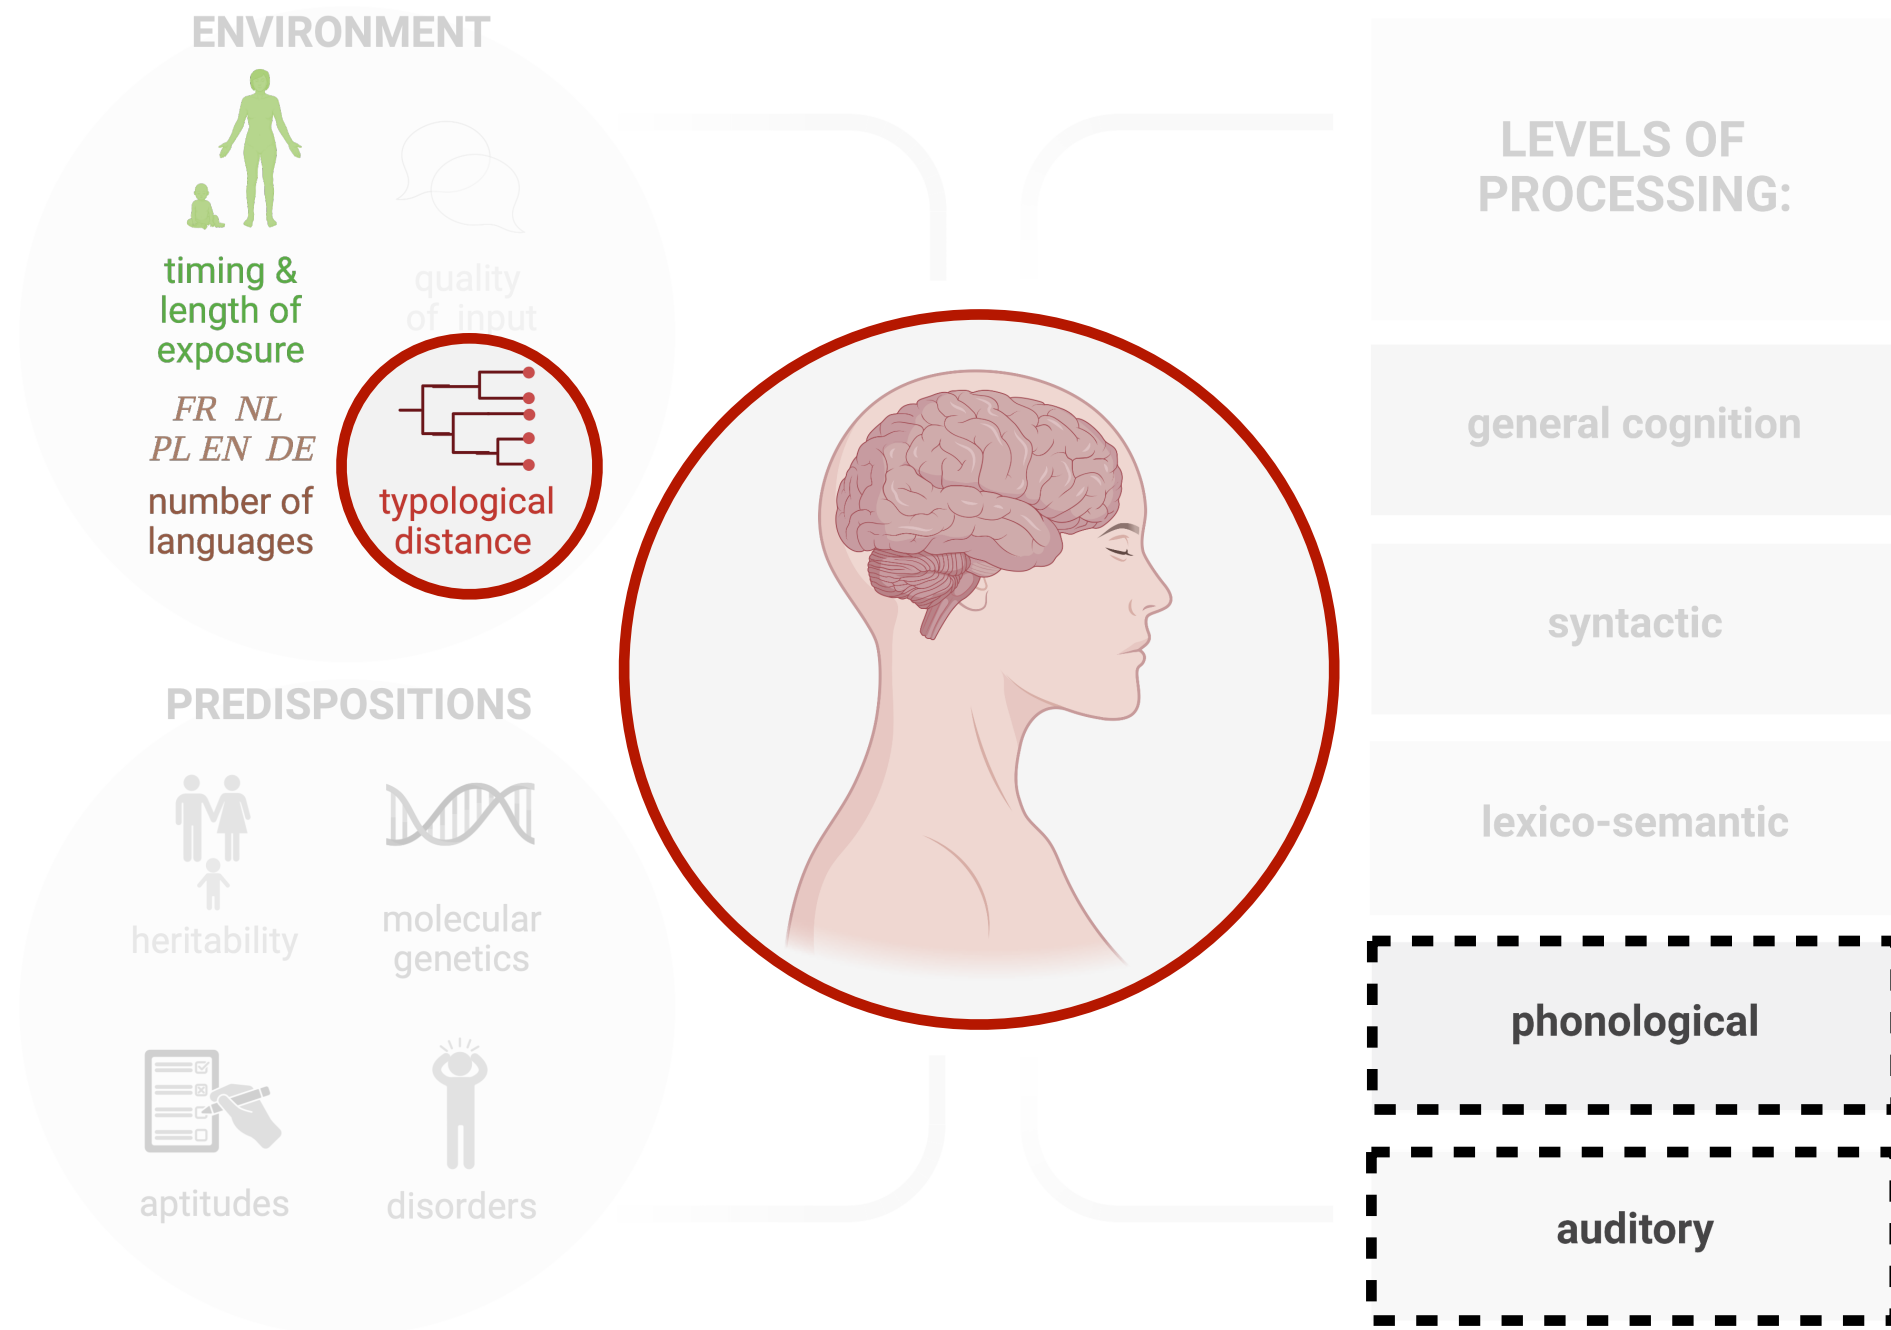 ENVIRONMENT
timing &
length of
exposure
quality
of input
FR NL
PL EN DE
number of
languages
typological
distance
PREDISPOSITIONS
heritability
molecular
genetics
aptitudes
disorders
LEVELS OF
PROCESSING:
general cognition
syntactic
lexico-semantic
phonological
auditory